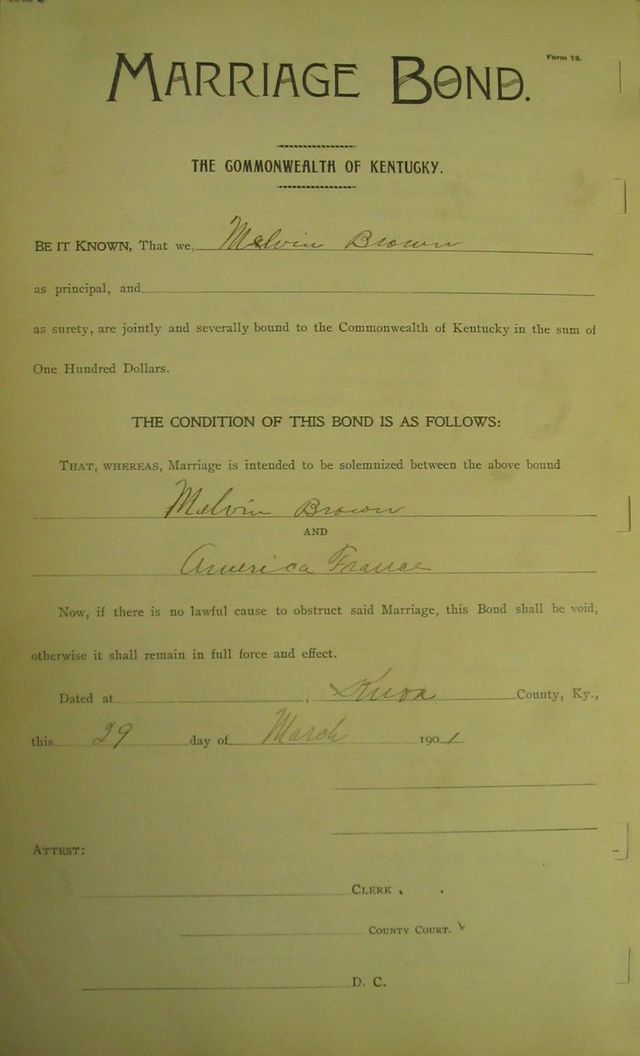 Form 78.
MARRIAGE BOND.
THE COMMONWEALTH OF KENTUCKY.
BE IT KNOWN, That we, Melvin Brown
as principal, and
as surety, are jointly and severally bound to the Commonwealth of Kentucky in the sum of
One Hundred Dollars.
THE CONDITION OF THIS BOND IS AS FOLLOWS:
THAT, WHEREAS, Marriage is intended to be solemnized between the above bound
Melvin Brown
AND
America France
Now, if there is no lawful cause to obstruct said Marriage, this Bond shall be void,
otherwise it shall remain in full force and effect.
Dated at , Knox County, Ky.,
this 29 day of March 1901
ATTEST:
CLERK
COUNTY COURT.
D. C.